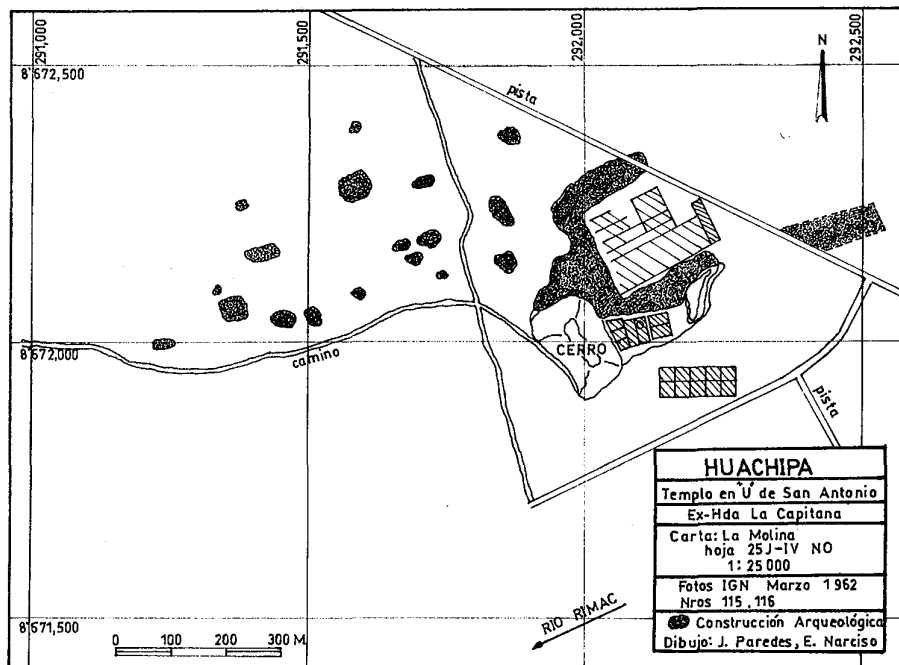 291,000
291,500
292,000
292,500
8'672,500
N
pista
CERRO
8'672,000
camino
pista
HUACHIPA
Templo en "U" de San Antonio
Ex-Hda La Capitana
Carta: La Molina
hoja 25J-IV NO
1:25000
Fotos IGN Marzo 1962
Nros 115,116
Construcción Arqueológica
Dibujo: J. Paredes, E. Narciso
RIO RIMAC
8'671,500
0 100 200 300 M.